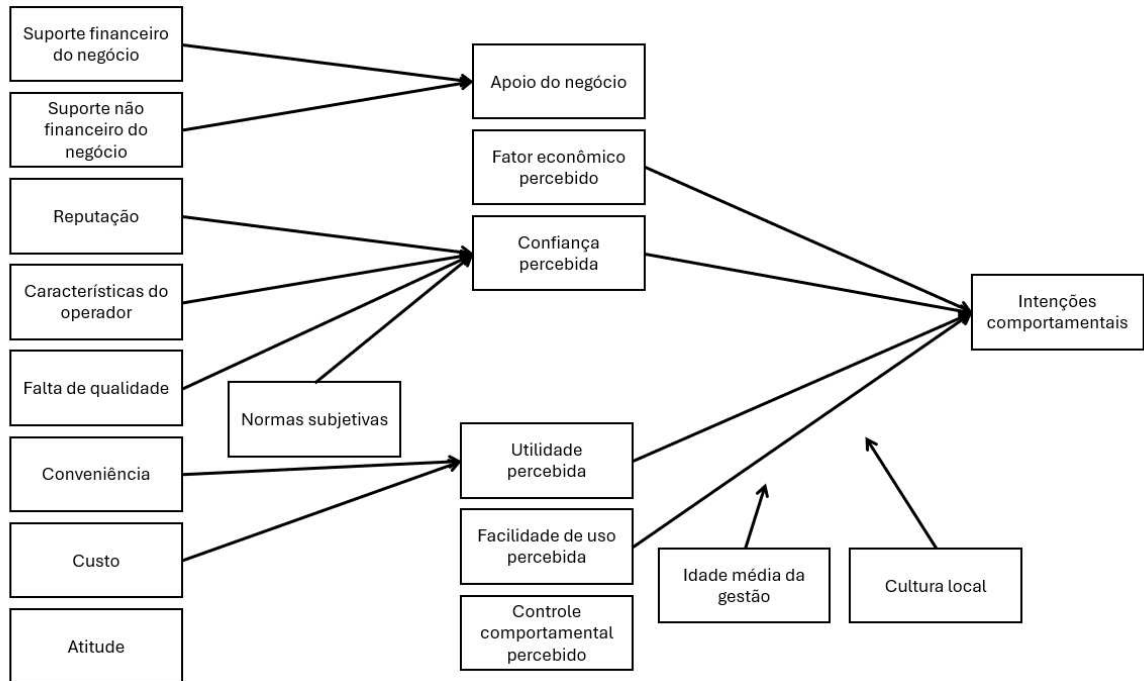 Suporte financeiro
do negócio
Suporte não
financeiro do
negócio
Reputação
Características do
operador
Falta de qualidade
Conveniência
Custo
Atitude
Normas subjetivas
Apoio do negócio
Fator econômico
percebido
Confiança
percebida
Utilidade
percebida
Facilidade de uso
percebida
Controle
comportamental
percebido
Idade média da
gestão
Cultura local
Intenções
comportamentais